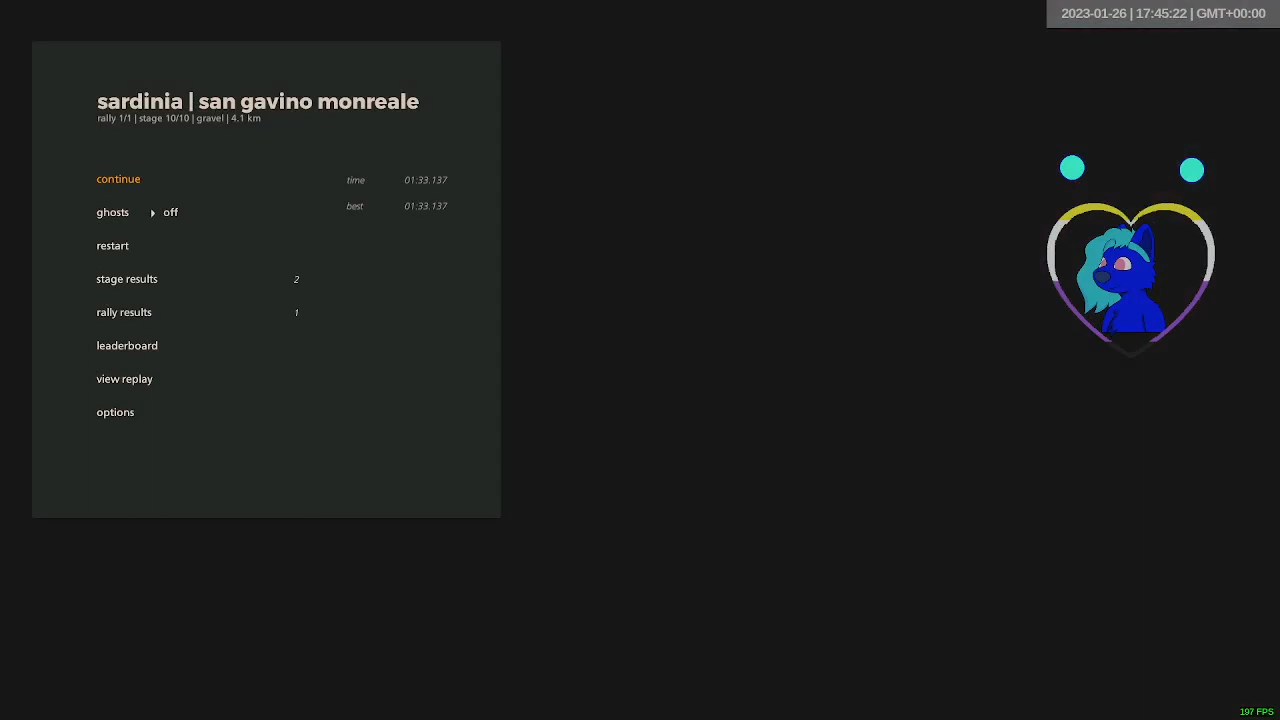 2023-01-26 | 17:45:22 | GMT+00:00
sardinia | san gavino monreale
rally 1/1 | stage 10/10 | gravel | 4.1 km
continue
time 01:33.137
ghosts off
best 01:33.137
restart
stage results 2
rally results 1
leaderboard
view replay
options
197 FPS